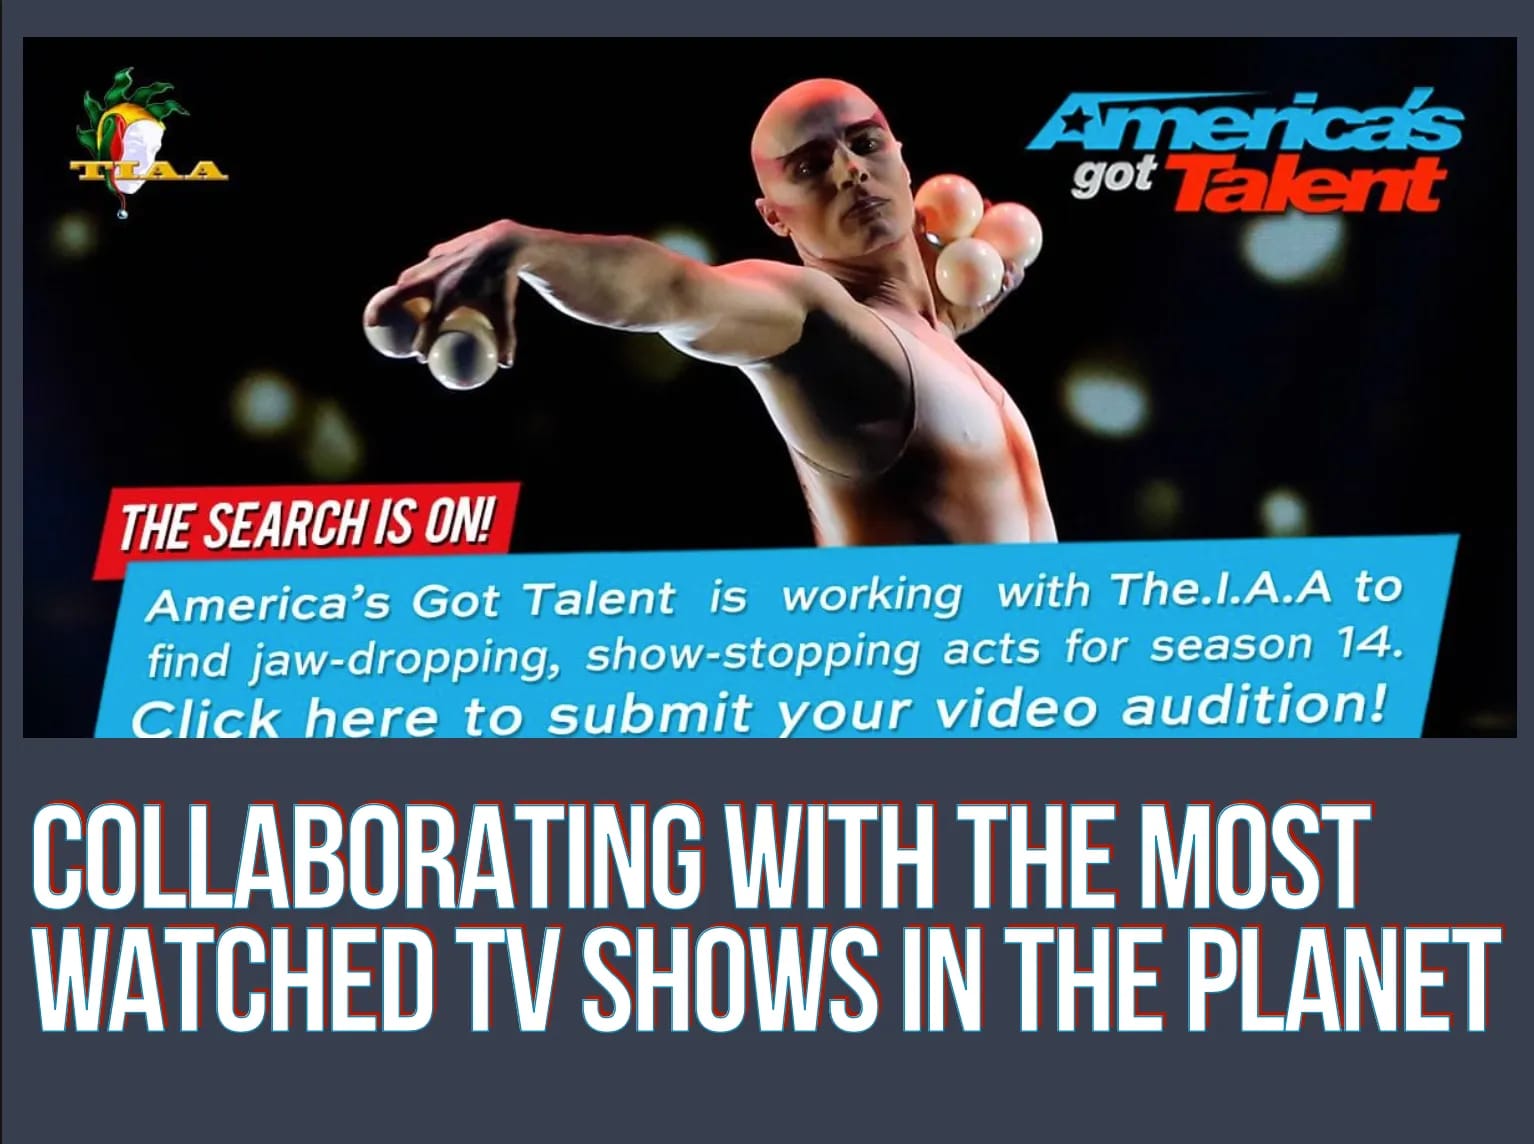 TIAA
America's
got Talent
THE SEARCH IS ON!
America's Got Talent is working with The.I.A.A to
find jaw-dropping, show-stopping acts for season 14.
Click here to submit your video audition!
COLLABORATING WITH THE MOST
WATCHED TV SHOWS IN THE PLANET